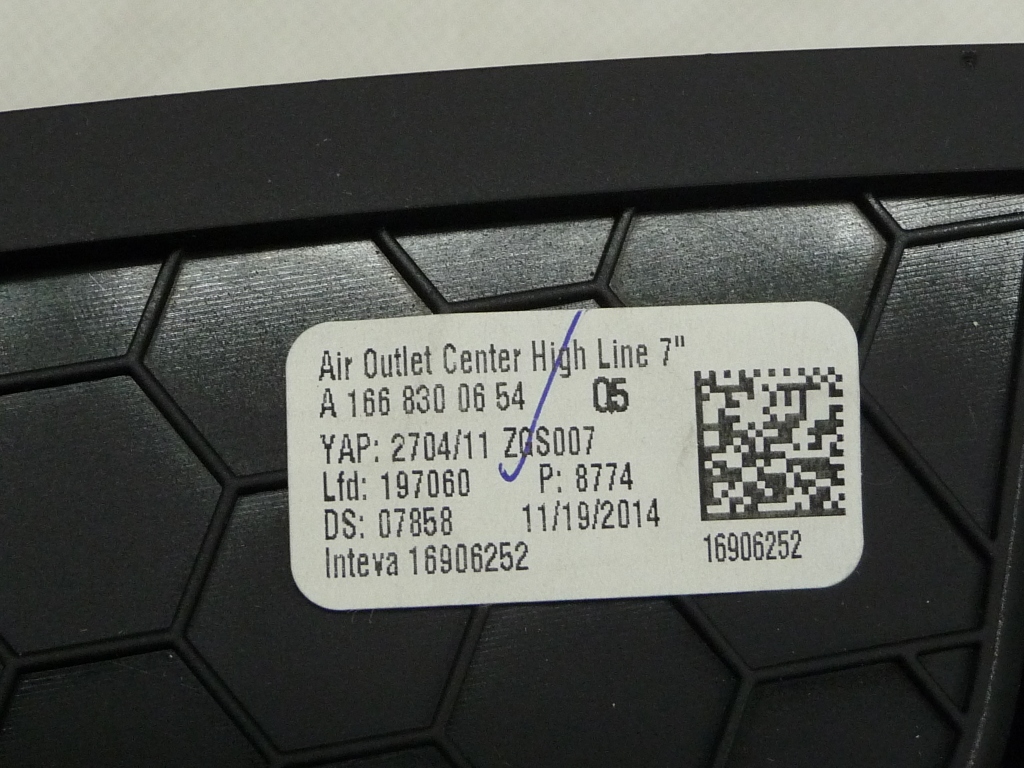 Air Outlet Center High Line 7"
A 166 830 06 54 05
YAP: 2704/11 ZGS007
Lfd: 197060 P: 8774
DS: 07858 11/19/2014
Inteva 16906252
16906252